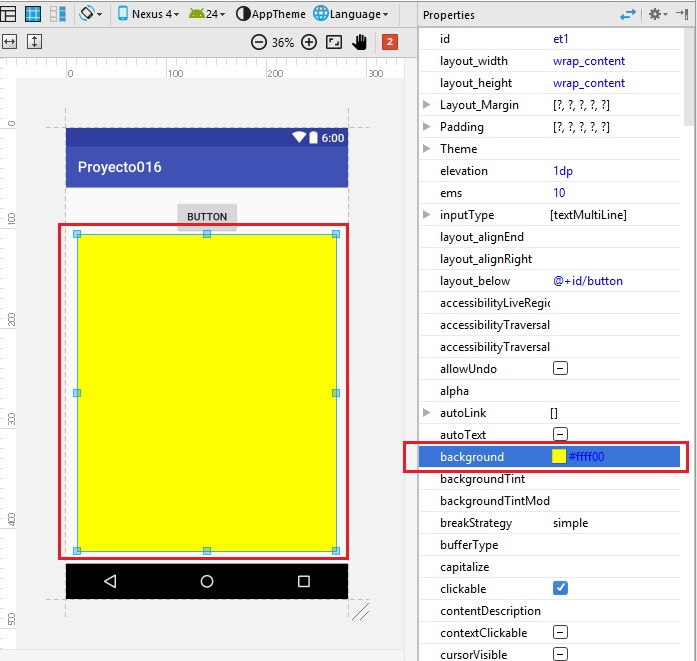 Nexus 4
24
AppTheme
Language
36%
2
0
100
200
300
0
100
200
300
400
500
6:00
Proyecto016
BUTTON
Properties
id et1
layout_width wrap_content
layout_height wrap_content
Layout_Margin [?, ?, ?, ?, ?]
Padding [?, ?, ?, ?, ?]
Theme
elevation 1dp
ems 10
inputType [textMultiLine]
layout_alignEnd
layout_alignRight
layout_below @+id/button
accessibilityLiveRegic
accessibilityTraversal
accessibilityTraversal
allowUndo
alpha
autoLink []
autoText
background #ffff00
backgroundTint
backgroundTintMod
breakStrategy simple
bufferType
capitalize
clickable
contentDescription
contextClickable
cursorVisible